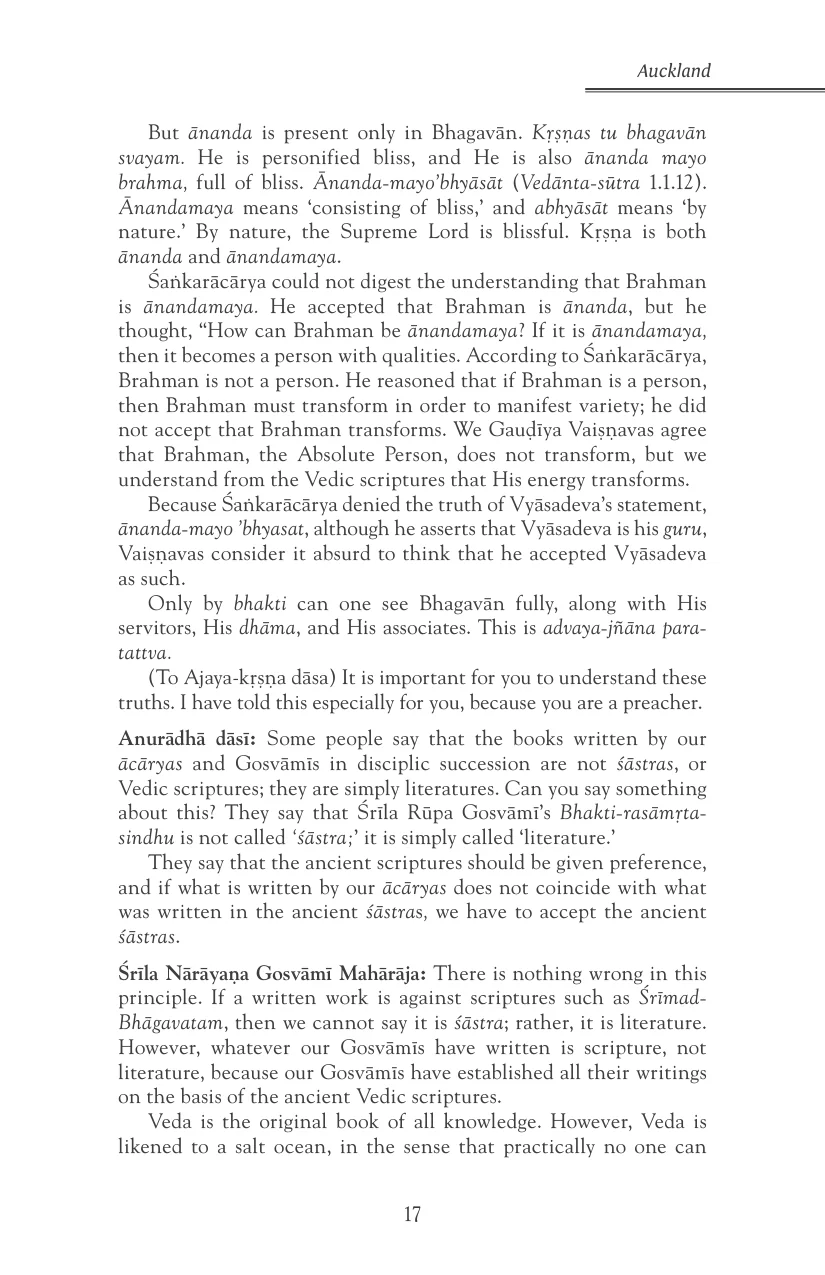 Auckland
But ānanda is present only in Bhagavān. Kṛṣṇas tu bhagavān
svayam. He is personified bliss, and He is also ānanda mayo
brahma, full of bliss. Ānanda-mayo’bhyāsāt (Vedānta-sūtra 1.1.12).
Ānandamaya means ‘consisting of bliss,’ and abhyāsāt means ‘by
nature.’ By nature, the Supreme Lord is blissful. Kṛṣṇa is both
ānanda and ānandamaya.
Śaṅkarācārya could not digest the understanding that Brahman
is ānandamaya. He accepted that Brahman is ānanda, but he
thought, “How can Brahman be ānandamaya? If it is ānandamaya,
then it becomes a person with qualities. According to Śaṅkarācārya,
Brahman is not a person. He reasoned that if Brahman is a person,
then Brahman must transform in order to manifest variety; he did
not accept that Brahman transforms. We Gauḍīya Vaiṣṇavas agree
that Brahman, the Absolute Person, does not transform, but we
understand from the Vedic scriptures that His energy transforms.
Because Śaṅkarācārya denied the truth of Vyāsadeva’s statement,
ānanda-mayo ’bhyasat, although he asserts that Vyāsadeva is his guru,
Vaiṣṇavas consider it absurd to think that he accepted Vyāsadeva
as such.
Only by bhakti can one see Bhagavān fully, along with His
servitors, His dhāma, and His associates. This is advaya-jñāna para-
tattva.
(To Ajaya-kṛṣṇa dāsa) It is important for you to understand these
truths. I have told this especially for you, because you are a preacher.
Anurādhā dāsī: Some people say that the books written by our
ācāryas and Gosvāmīs in disciplic succession are not śāstras, or
Vedic scriptures; they are simply literatures. Can you say something
about this? They say that Śrīla Rūpa Gosvāmī’s Bhakti-rasāmṛta-
sindhu is not called ‘śāstra;’ it is simply called ‘literature.’
They say that the ancient scriptures should be given preference,
and if what is written by our ācāryas does not coincide with what
was written in the ancient śāstras, we have to accept the ancient
śāstras.
Śrīla Nārāyaṇa Gosvāmī Mahārāja: There is nothing wrong in this
principle. If a written work is against scriptures such as Śrīmad-
Bhāgavatam, then we cannot say it is śāstra; rather, it is literature.
However, whatever our Gosvāmīs have written is scripture, not
literature, because our Gosvāmīs have established all their writings
on the basis of the ancient Vedic scriptures.
Veda is the original book of all knowledge. However, Veda is
likened to a salt ocean, in the sense that practically no one can
17